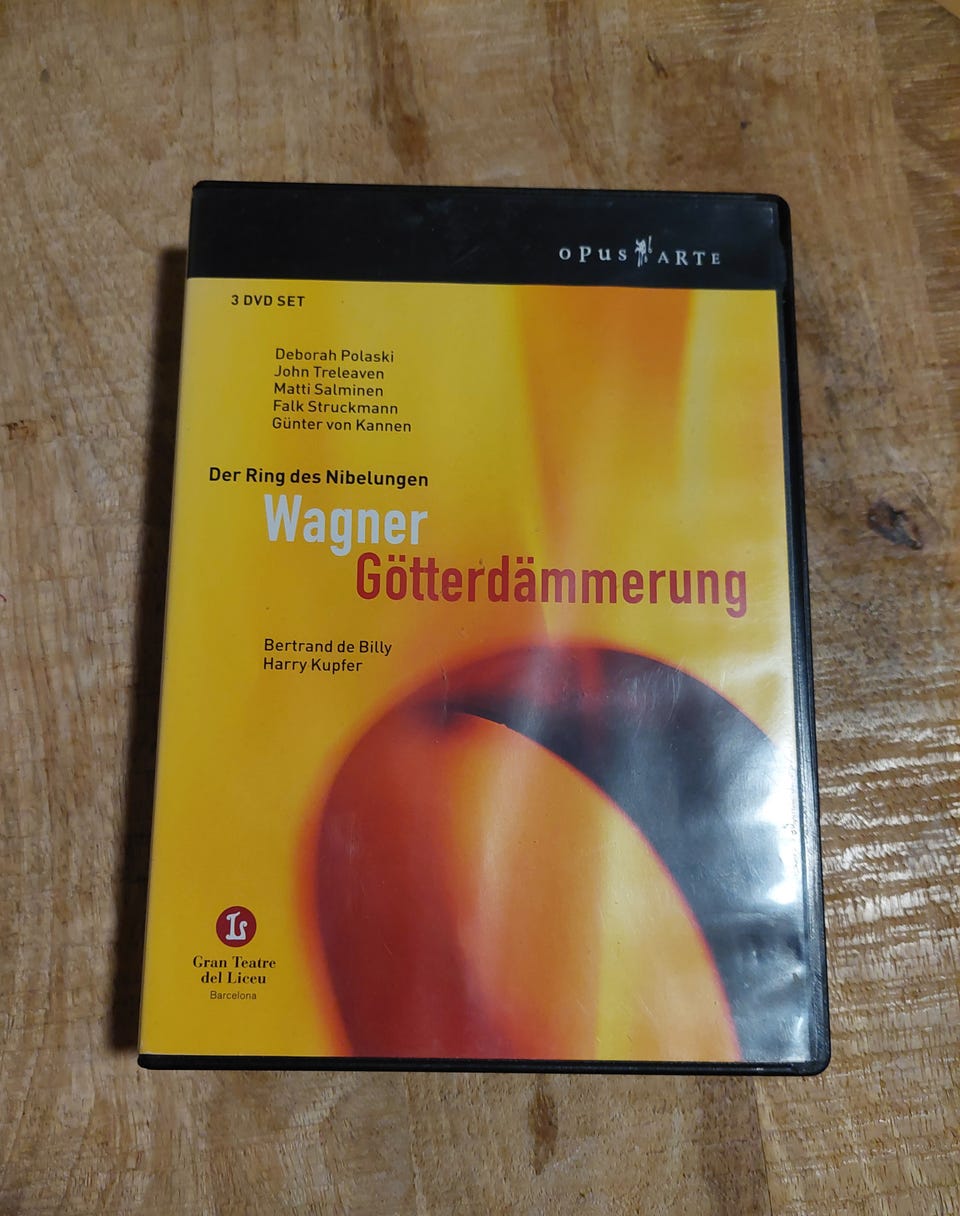 OPUS ARTE
3 DVD SET
Deborah Polaski
John Treleaven
Matti Salminen
Falk Struckmann
Günter von Kannen
Der Ring des Nibelungen
Wagner
Götterdämmerung
Bertrand de Billy
Harry Kupfer
Gran Teatre
del Liceu
Barcelona